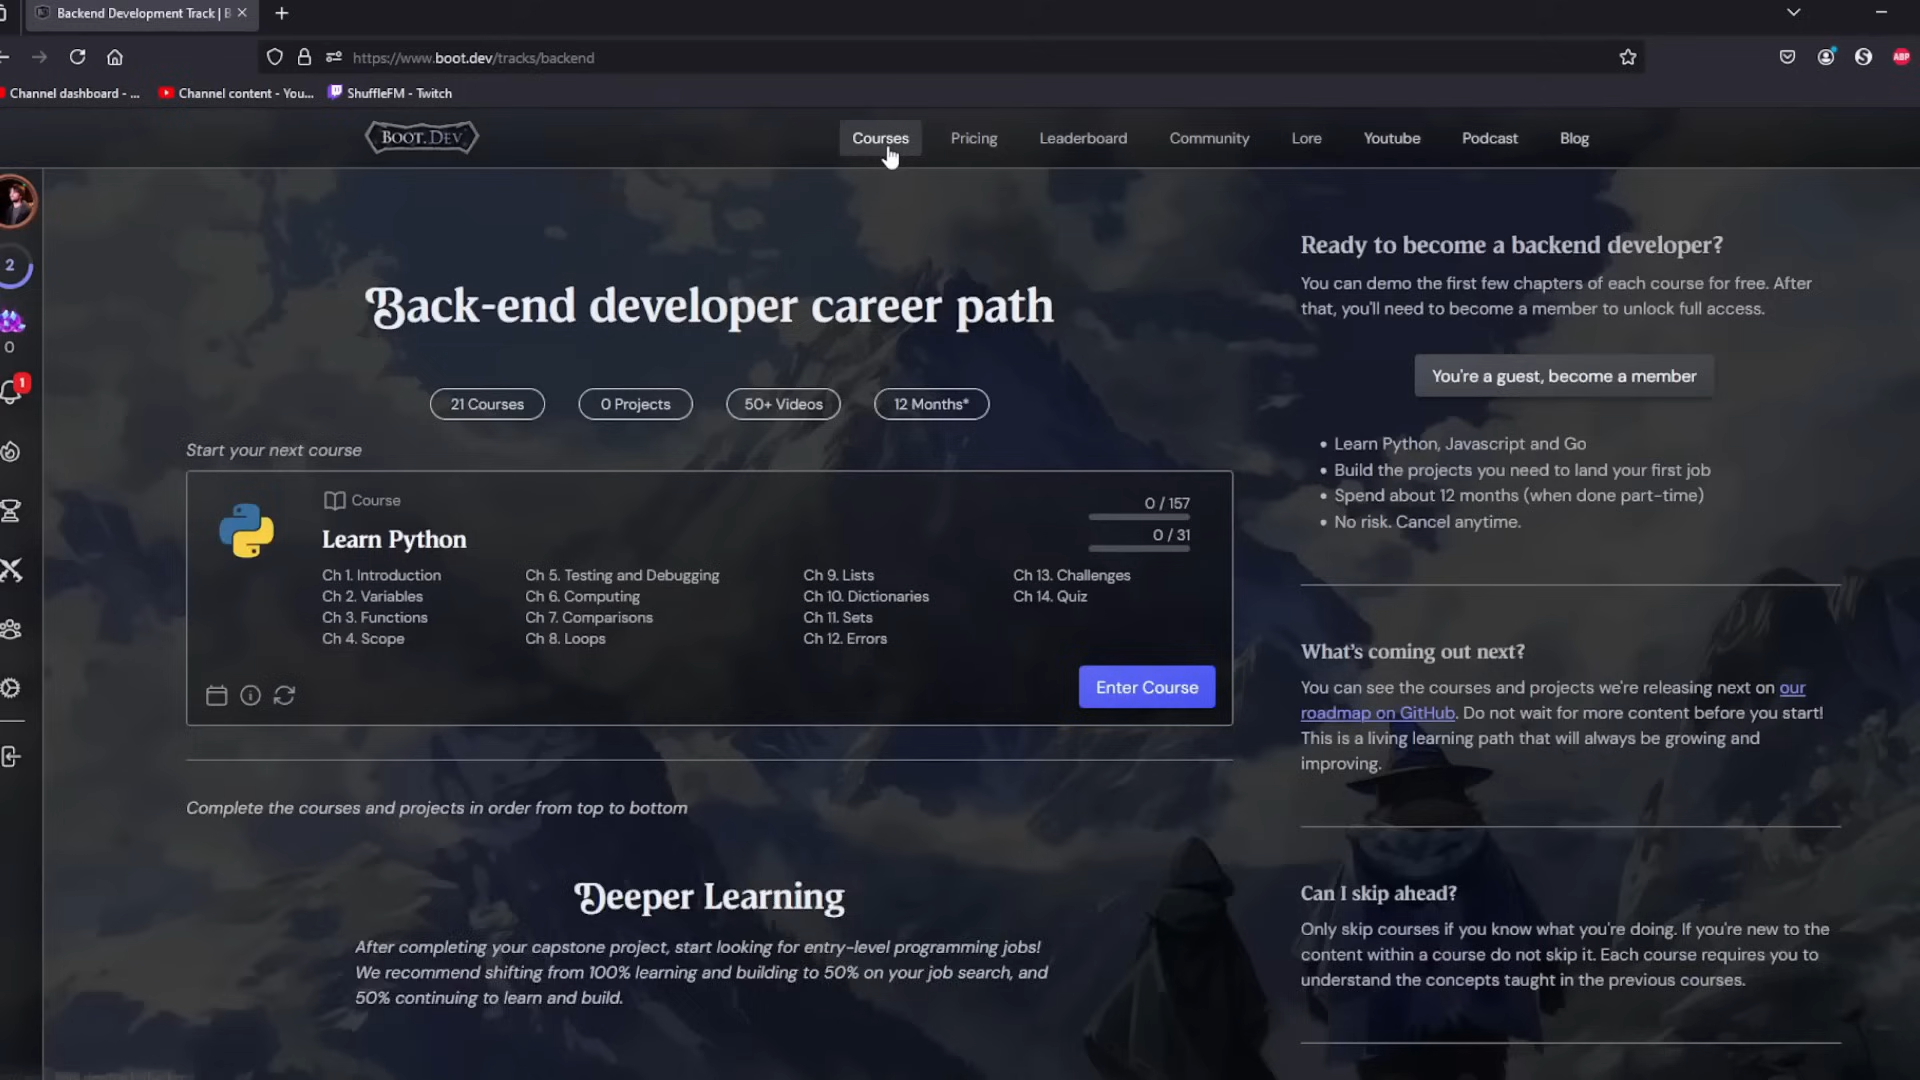 Backend Development Track | B
https://www.boot.dev/tracks/backend
Channel dashboard - ...
Channel content - You...
ShuffleFM - Twitch
ABP
BOOT.DEV
Courses
Pricing
Leaderboard
Community
Lore
Youtube
Podcast
Blog
2
0
1
Back-end developer career path
21 Courses
0 Projects
50+ Videos
12 Months*
Start your next course
Course
Learn Python
0 / 157
0 / 31
Ch 1. Introduction
Ch 2. Variables
Ch 3. Functions
Ch 4. Scope
Ch 5. Testing and Debugging
Ch 6. Computing
Ch 7. Comparisons
Ch 8. Loops
Ch 9. Lists
Ch 10. Dictionaries
Ch 11. Sets
Ch 12. Errors
Ch 13. Challenges
Ch 14. Quiz
Enter Course
Complete the courses and projects in order from top to bottom
Deeper Learning
After completing your capstone project, start looking for entry-level programming jobs!
We recommend shifting from 100% learning and building to 50% on your job search, and
50% continuing to learn and build.
Ready to become a backend developer?
You can demo the first few chapters of each course for free. After
that, you'll need to become a member to unlock full access.
You're a guest, become a member
• Learn Python, Javascript and Go
• Build the projects you need to land your first job
• Spend about 12 months (when done part-time)
• No risk. Cancel anytime.
What's coming out next?
You can see the courses and projects we're releasing next on our
roadmap on GitHub. Do not wait for more content before you start!
This is a living learning path that will always be growing and
improving.
Can I skip ahead?
Only skip courses if you know what you're doing. If you're new to the
content within a course do not skip it. Each course requires you to
understand the concepts taught in the previous courses.